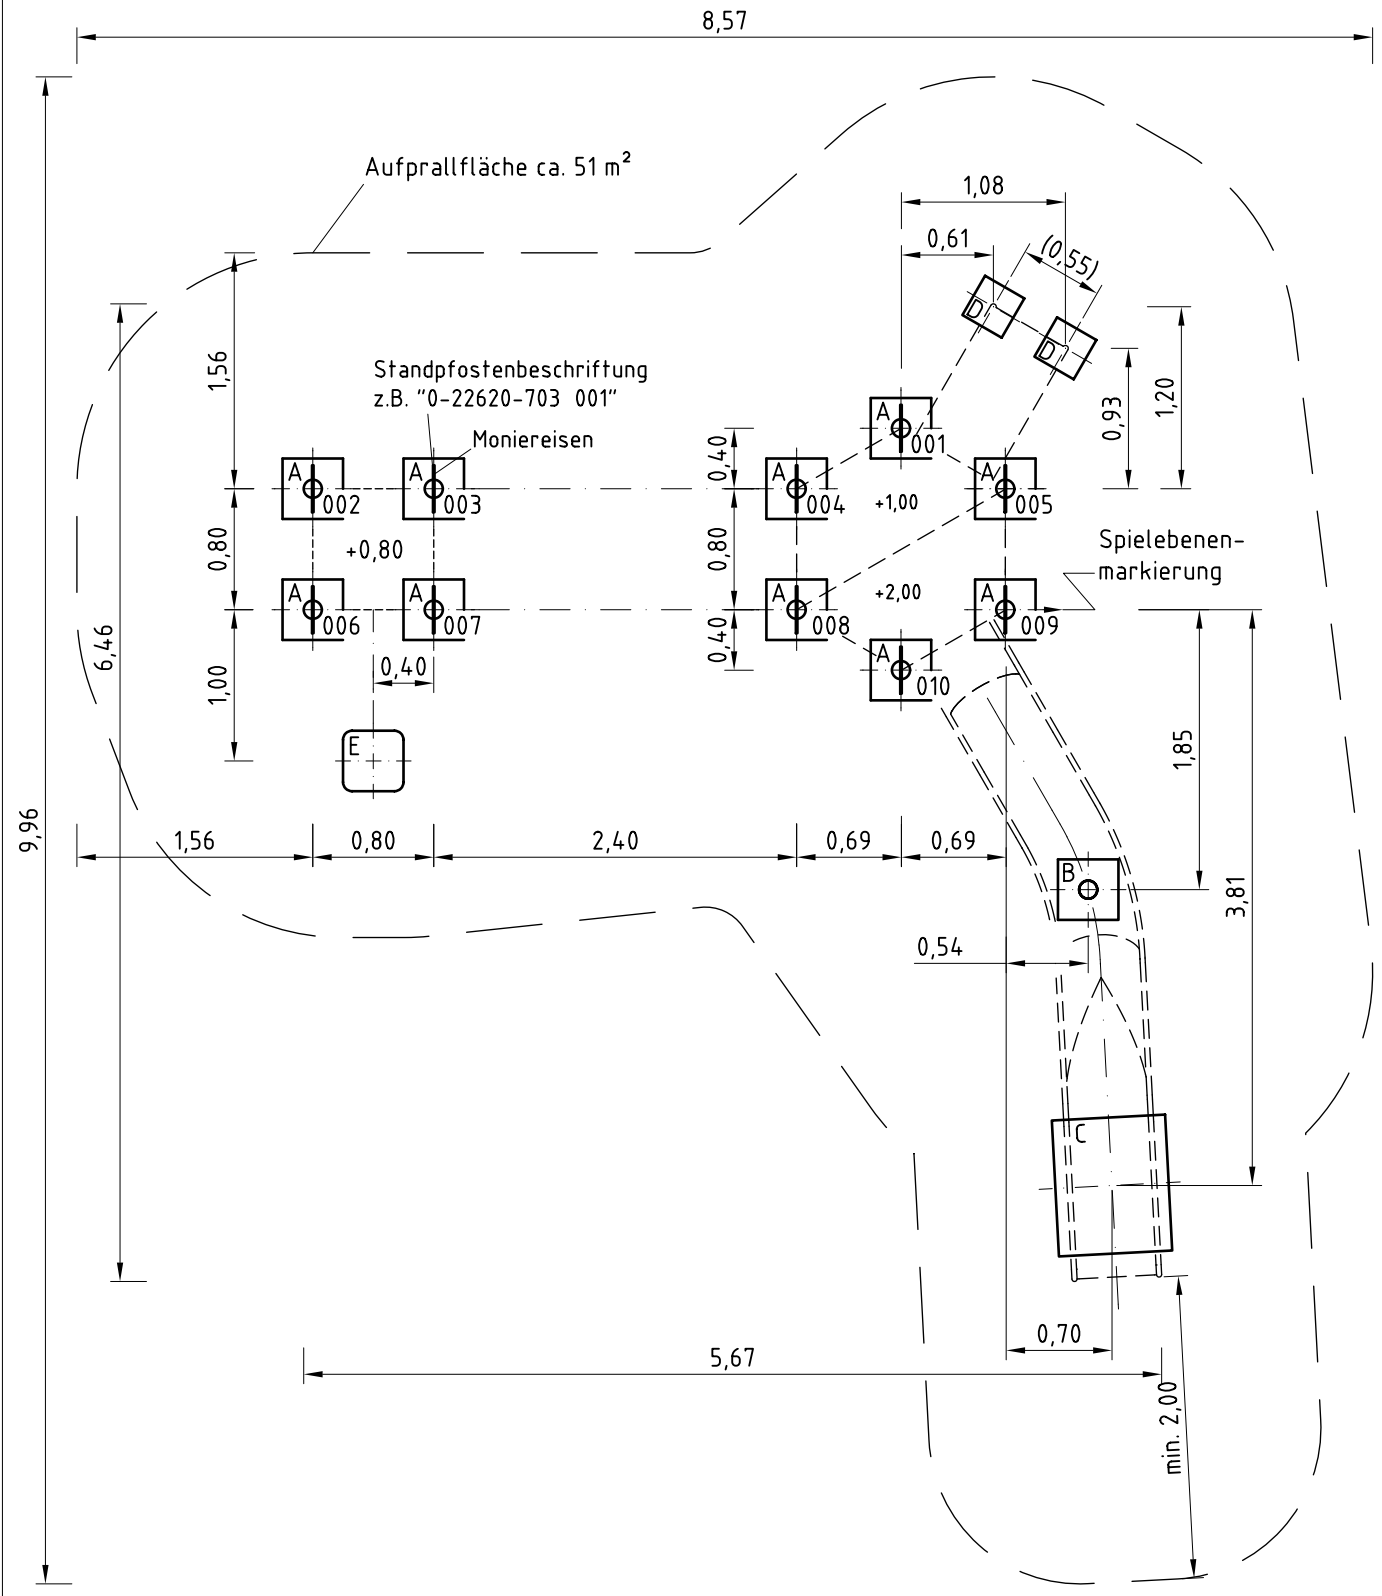 8,57
Aufprallfläche ca. 51 m²
1,08
0,61
(0,55)
D
D
1,56
Standpfostenbeschriftung
z.B. "0-22620-703 001"
Moniereisen
0,93
1,20
A
001
0,40
A
002
A
003
A
004
+1,00
A
005
0,80
+0,80
0,80
+2,00
Spielebenen-
markierung
A
006
A
007
A
008
A
009
6,46
1,00
0,40
0,40
A
010
E
1,85
9,96
1,56
0,80
2,40
0,69
0,69
B
3,81
0,54
C
0,70
5,67
min. 2,00